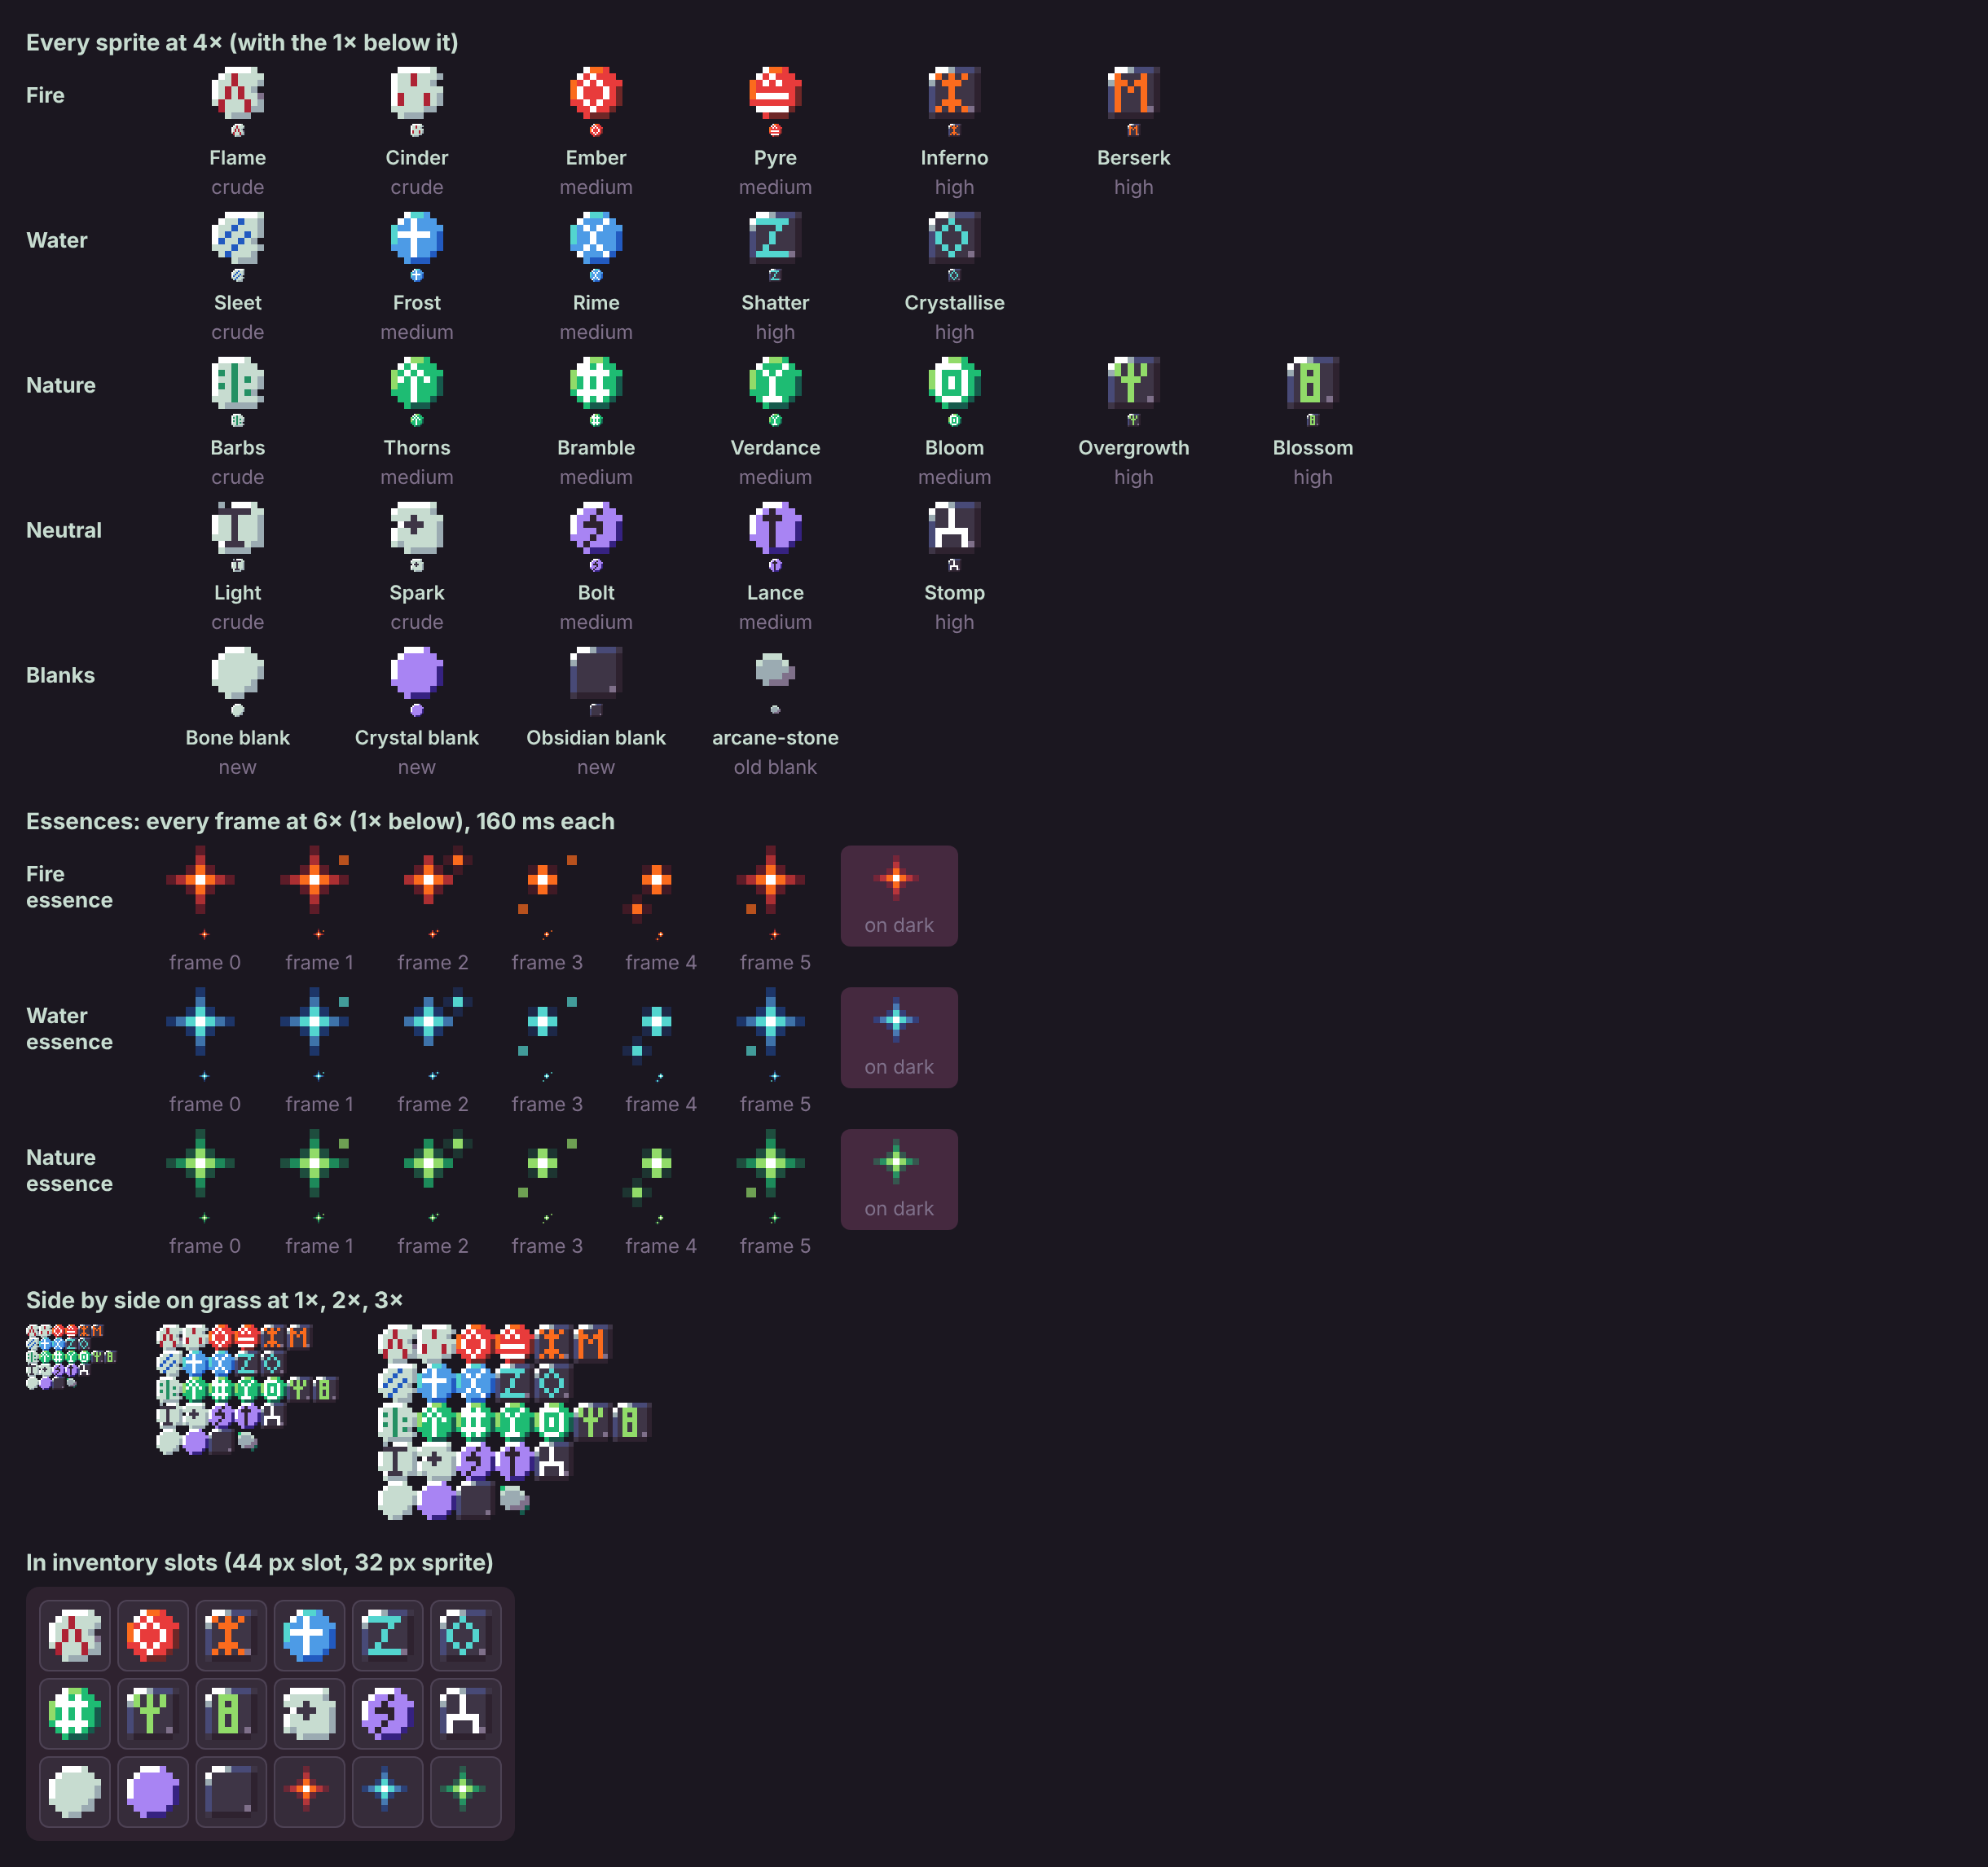 Every sprite at 4× (with the 1× below it)
Fire
Flame
crude
Cinder
crude
Ember
medium
Pyre
medium
Inferno
high
Berserk
high
Water
Sleet
crude
Frost
medium
Rime
medium
Shatter
high
Crystallise
high
Nature
Barbs
crude
Thorns
medium
Bramble
medium
Verdance
medium
Bloom
medium
Overgrowth
high
Blossom
high
Neutral
Light
crude
Spark
crude
Bolt
medium
Lance
medium
Stomp
high
Blanks
Bone blank
new
Crystal blank
new
Obsidian blank
new
arcane-stone
old blank
Essences: every frame at 6× (1× below), 160 ms each
Fire
essence
frame 0
frame 1
frame 2
frame 3
frame 4
frame 5
on dark
Water
essence
frame 0
frame 1
frame 2
frame 3
frame 4
frame 5
on dark
Nature
essence
frame 0
frame 1
frame 2
frame 3
frame 4
frame 5
on dark
Side by side on grass at 1×, 2×, 3×
In inventory slots (44 px slot, 32 px sprite)